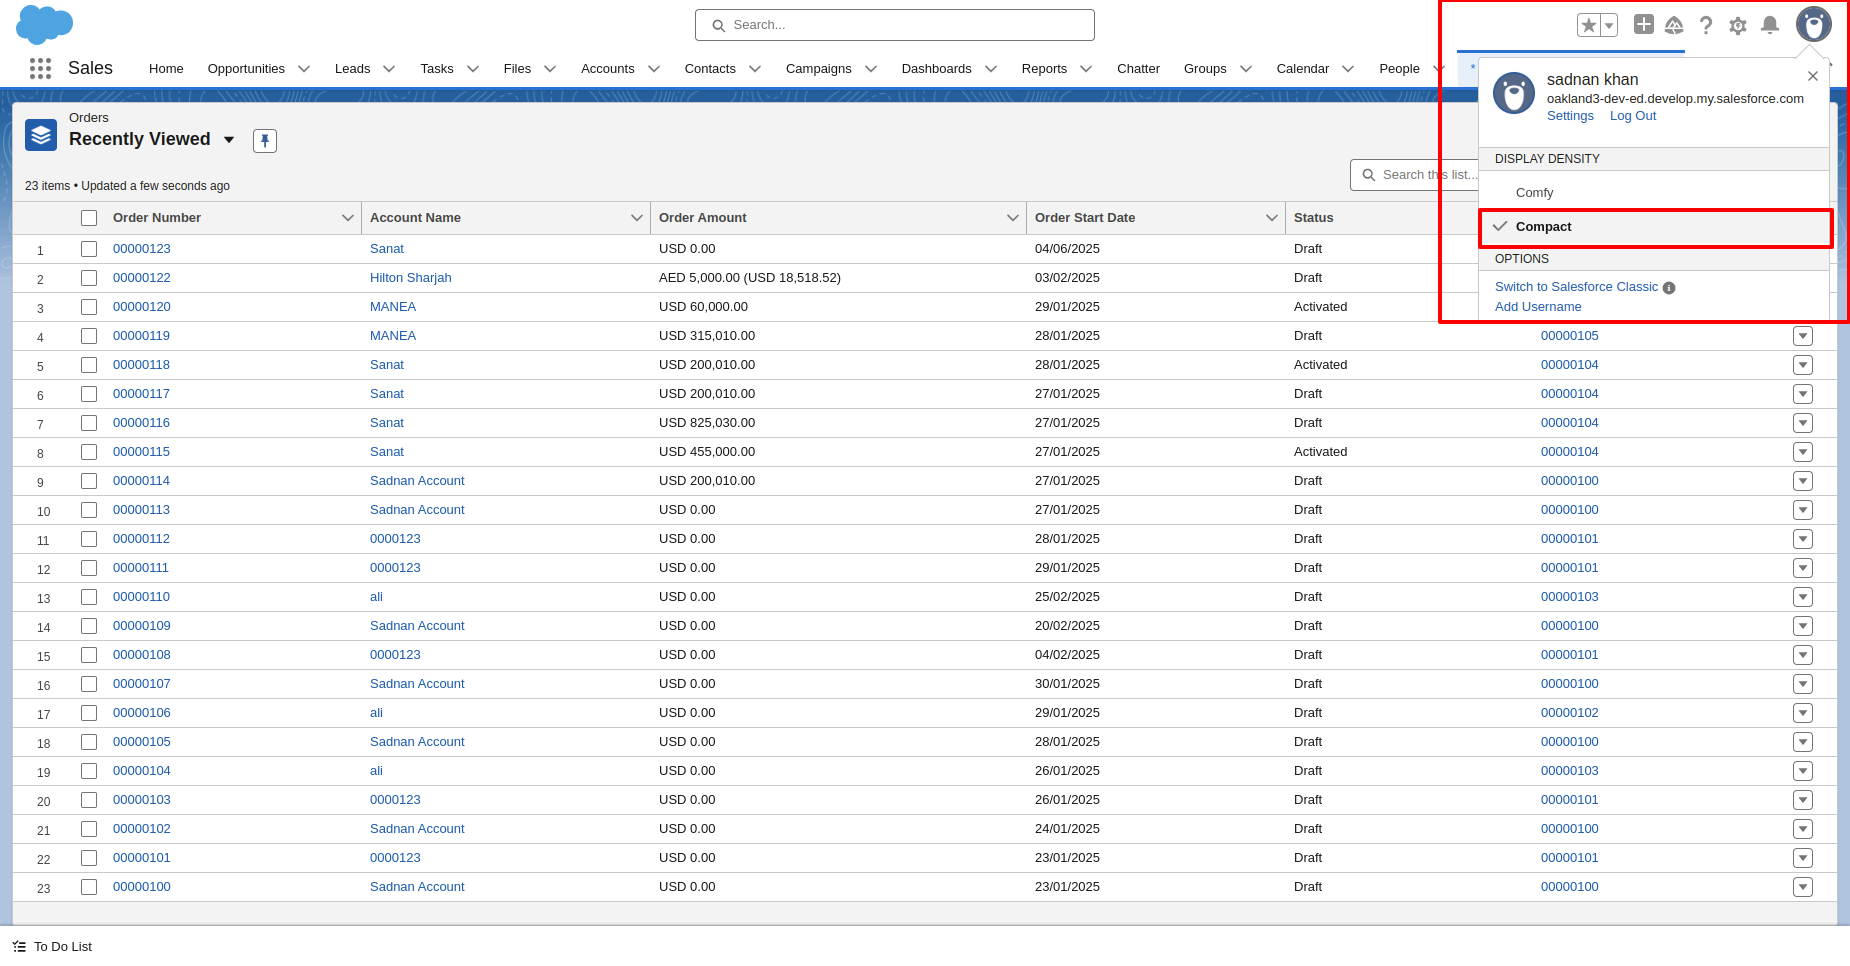 Search...
Sales Home Opportunities Leads Tasks Files Accounts Contacts Campaigns Dashboards Reports Chatter Groups Calendar People *
sadnan khan
oakland3-dev-ed.develop.my.salesforce.com
Settings Log Out
DISPLAY DENSITY
Comfy
Compact
OPTIONS
Switch to Salesforce Classic
Add Username
Orders
Recently Viewed
23 items • Updated a few seconds ago
Search this list...
Order Number Account Name Order Amount Order Start Date Status
1 00000123 Sanat USD 0.00 04/06/2025 Draft
2 00000122 Hilton Sharjah AED 5,000.00 (USD 18,518.52) 03/02/2025 Draft
3 00000120 MANEA USD 60,000.00 29/01/2025 Activated
4 00000119 MANEA USD 315,010.00 28/01/2025 Draft 00000105
5 00000118 Sanat USD 200,010.00 28/01/2025 Activated 00000104
6 00000117 Sanat USD 200,010.00 27/01/2025 Draft 00000104
7 00000116 Sanat USD 825,030.00 27/01/2025 Draft 00000104
8 00000115 Sanat USD 455,000.00 27/01/2025 Activated 00000104
9 00000114 Sadnan Account USD 200,010.00 27/01/2025 Draft 00000100
10 00000113 Sadnan Account USD 0.00 27/01/2025 Draft 00000100
11 00000112 0000123 USD 0.00 28/01/2025 Draft 00000101
12 00000111 0000123 USD 0.00 29/01/2025 Draft 00000101
13 00000110 ali USD 0.00 25/02/2025 Draft 00000103
14 00000109 Sadnan Account USD 0.00 20/02/2025 Draft 00000100
15 00000108 0000123 USD 0.00 04/02/2025 Draft 00000101
16 00000107 Sadnan Account USD 0.00 30/01/2025 Draft 00000100
17 00000106 ali USD 0.00 29/01/2025 Draft 00000102
18 00000105 Sadnan Account USD 0.00 28/01/2025 Draft 00000100
19 00000104 ali USD 0.00 26/01/2025 Draft 00000103
20 00000103 0000123 USD 0.00 26/01/2025 Draft 00000101
21 00000102 Sadnan Account USD 0.00 24/01/2025 Draft 00000100
22 00000101 0000123 USD 0.00 23/01/2025 Draft 00000101
23 00000100 Sadnan Account USD 0.00 23/01/2025 Draft 00000100
To Do List